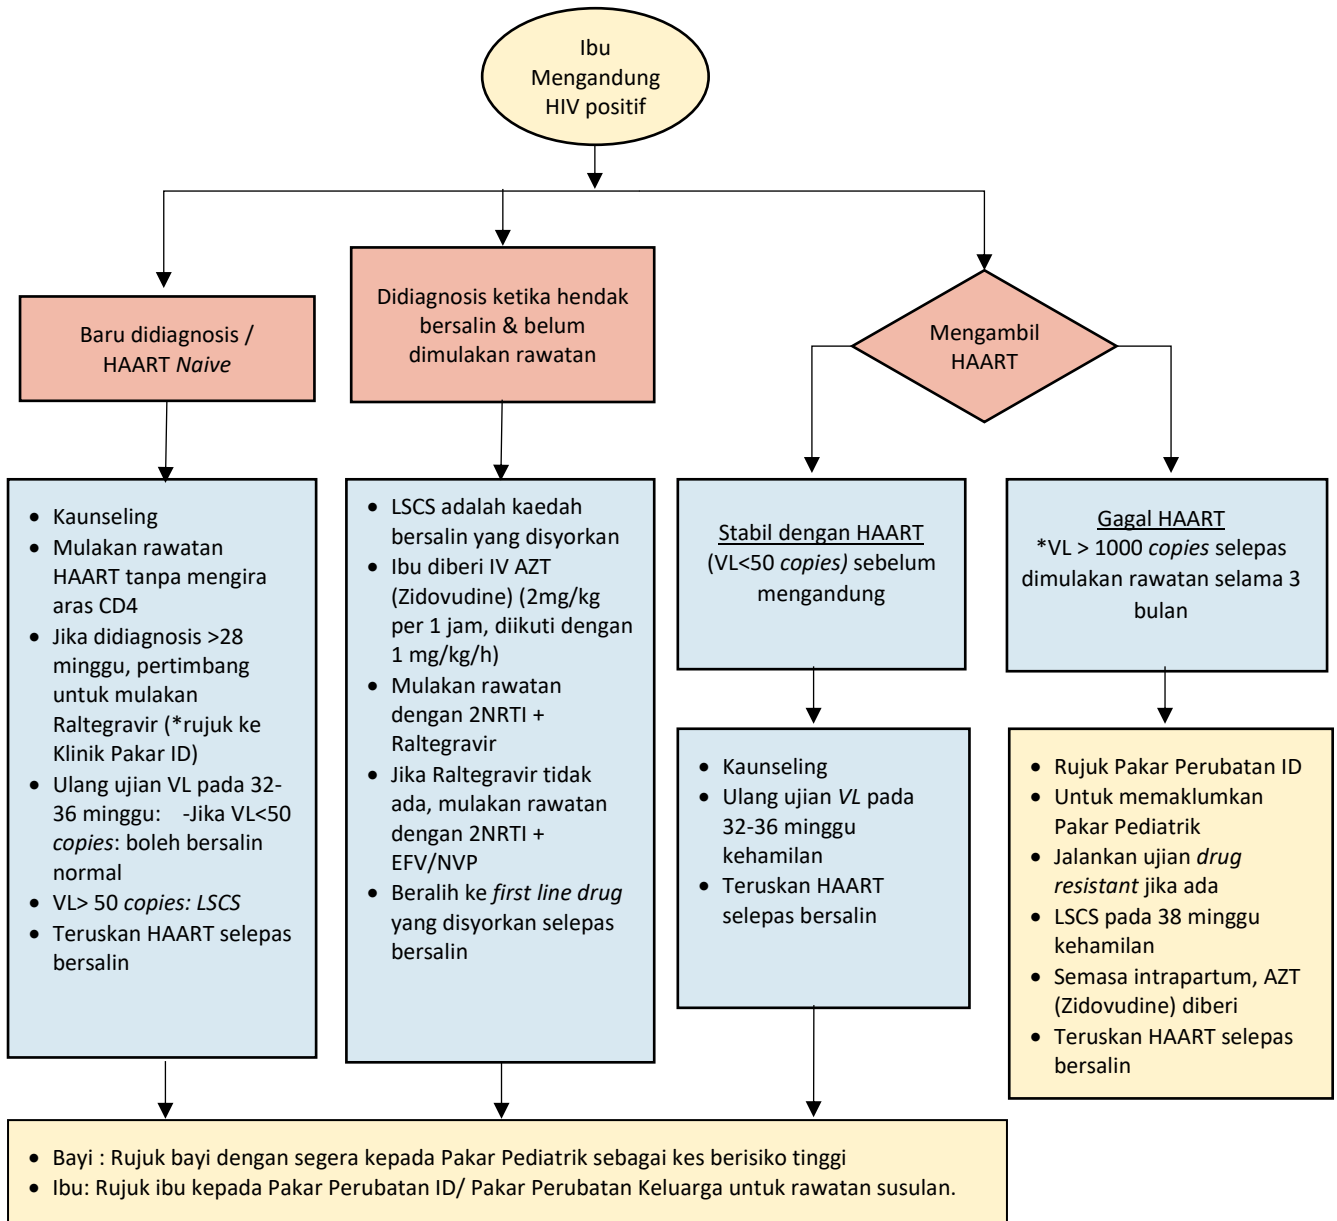 Ibu
Mengandung
HIV positif
Baru didiagnosis /
HAART Naive
Didiagnosis ketika hendak
bersalin & belum
dimulakan rawatan
Mengambil
HAART
• Kaunseling
• Mulakan rawatan
HAART tanpa mengira
aras CD4
• Jika didiagnosis >28
minggu, pertimbang
untuk mulakan
Raltegravir (*rujuk ke
Klinik Pakar ID)
• Ulang ujian VL pada 32-
36 minggu: -Jika VL<50
copies: boleh bersalin
normal
• VL> 50 copies: LSCS
• Teruskan HAART selepas
bersalin
• LSCS adalah kaedah
bersalin yang disyorkan
• Ibu diberi IV AZT
(Zidovudine) (2mg/kg
per 1 jam, diikuti dengan
1 mg/kg/h)
• Mulakan rawatan
dengan 2NRTI +
Raltegravir
• Jika Raltegravir tidak
ada, mulakan rawatan
dengan 2NRTI +
EFV/NVP
• Beralih ke first line drug
yang disyorkan selepas
bersalin
Stabil dengan HAART
(VL<50 copies) sebelum
mengandung
Gagal HAART
*VL > 1000 copies selepas
dimulakan rawatan selama 3
bulan
• Kaunseling
• Ulang ujian VL pada
32-36 minggu
kehamilan
• Teruskan HAART
selepas bersalin
• Rujuk Pakar Perubatan ID
• Untuk memaklumkan
Pakar Pediatrik
• Jalankan ujian drug
resistant jika ada
• LSCS pada 38 minggu
kehamilan
• Semasa intrapartum, AZT
(Zidovudine) diberi
• Teruskan HAART selepas
bersalin
• Bayi : Rujuk bayi dengan segera kepada Pakar Pediatrik sebagai kes berisiko tinggi
• Ibu: Rujuk ibu kepada Pakar Perubatan ID/ Pakar Perubatan Keluarga untuk rawatan susulan.